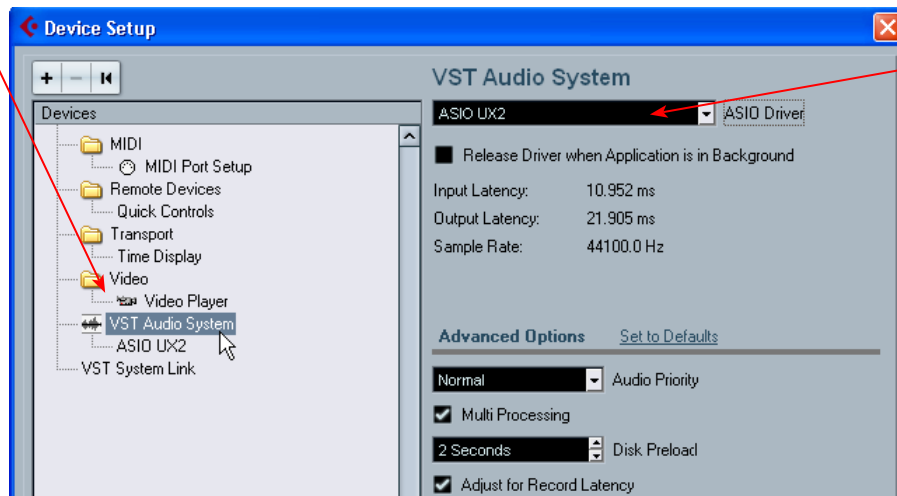 Device Setup
Devices
MIDI
MIDI Port Setup
Remote Devices
Quick Controls
Transport
Time Display
Video
Video Player
VST Audio System
ASIO UX2
VST System Link
VST Audio System
ASIO UX2 ASIO Driver
Release Driver when Application is in Background
Input Latency: 10.952 ms
Output Latency: 21.905 ms
Sample Rate: 44100.0 Hz
Advanced Options Set to Defaults
Normal Audio Priority
Multi Processing
2 Seconds Disk Preload
Adjust for Record Latency